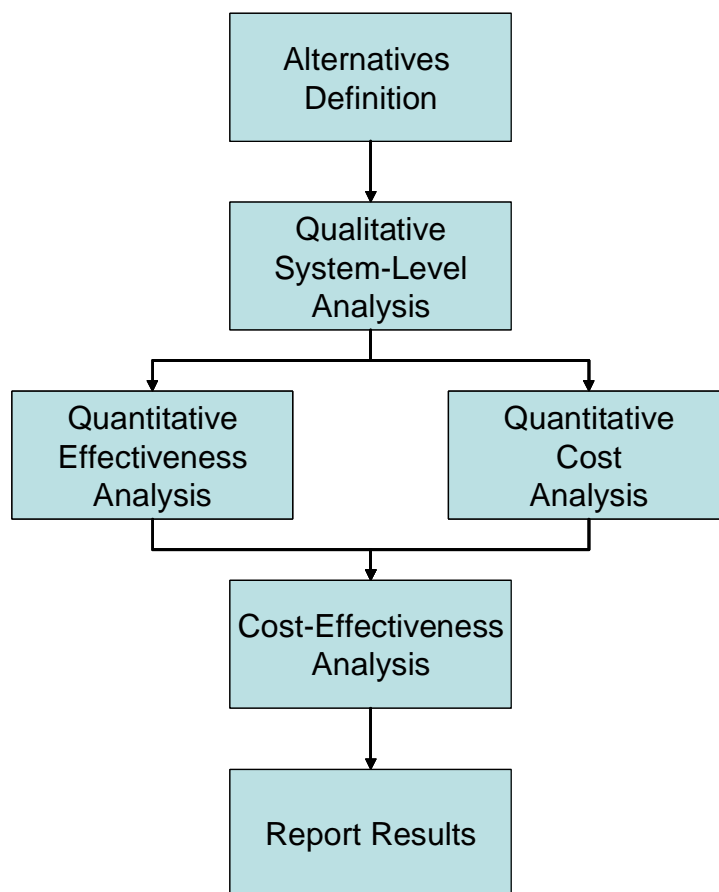 Alternatives
Definition
Qualitative
System-Level
Analysis
Quantitative
Effectiveness
Analysis
Quantitative
Cost
Analysis
Cost-Effectiveness
Analysis
Report Results